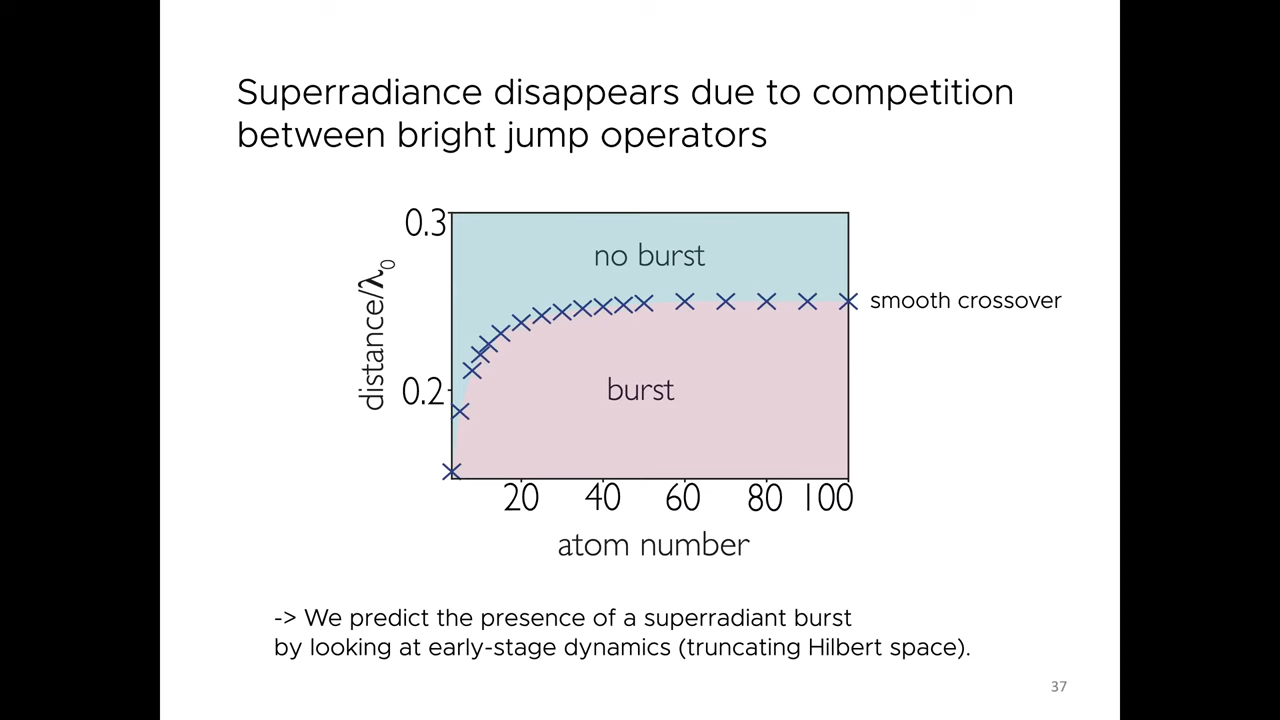 Superradiance disappears due to competition
between bright jump operators
0.3
no burst
distance/λ0
smooth crossover
0.2
burst
20 40 60 80 100
atom number
-> We predict the presence of a superradiant burst
by looking at early-stage dynamics (truncating Hilbert space).
37